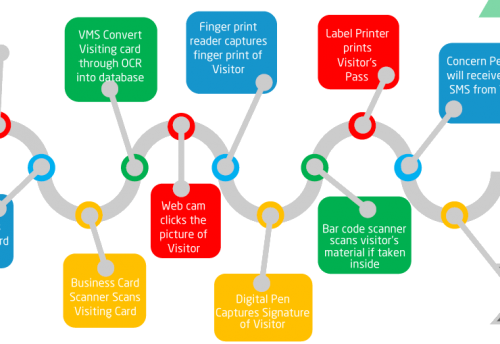 rd
Business Card
Scanner Scans
Visiting Card
VMS Convert
Visiting card
through OCR
into database
Web cam
clicks the
picture of
Visitor
Finger print
reader captures
finger print of
Visitor
Digital Pen
Captures Signature
of Visitor
Bar code scanner
scans visitor's
material if taken
inside
Label Printer
prints
Visitor's
Pass
Concern Pe
will receive
SMS from